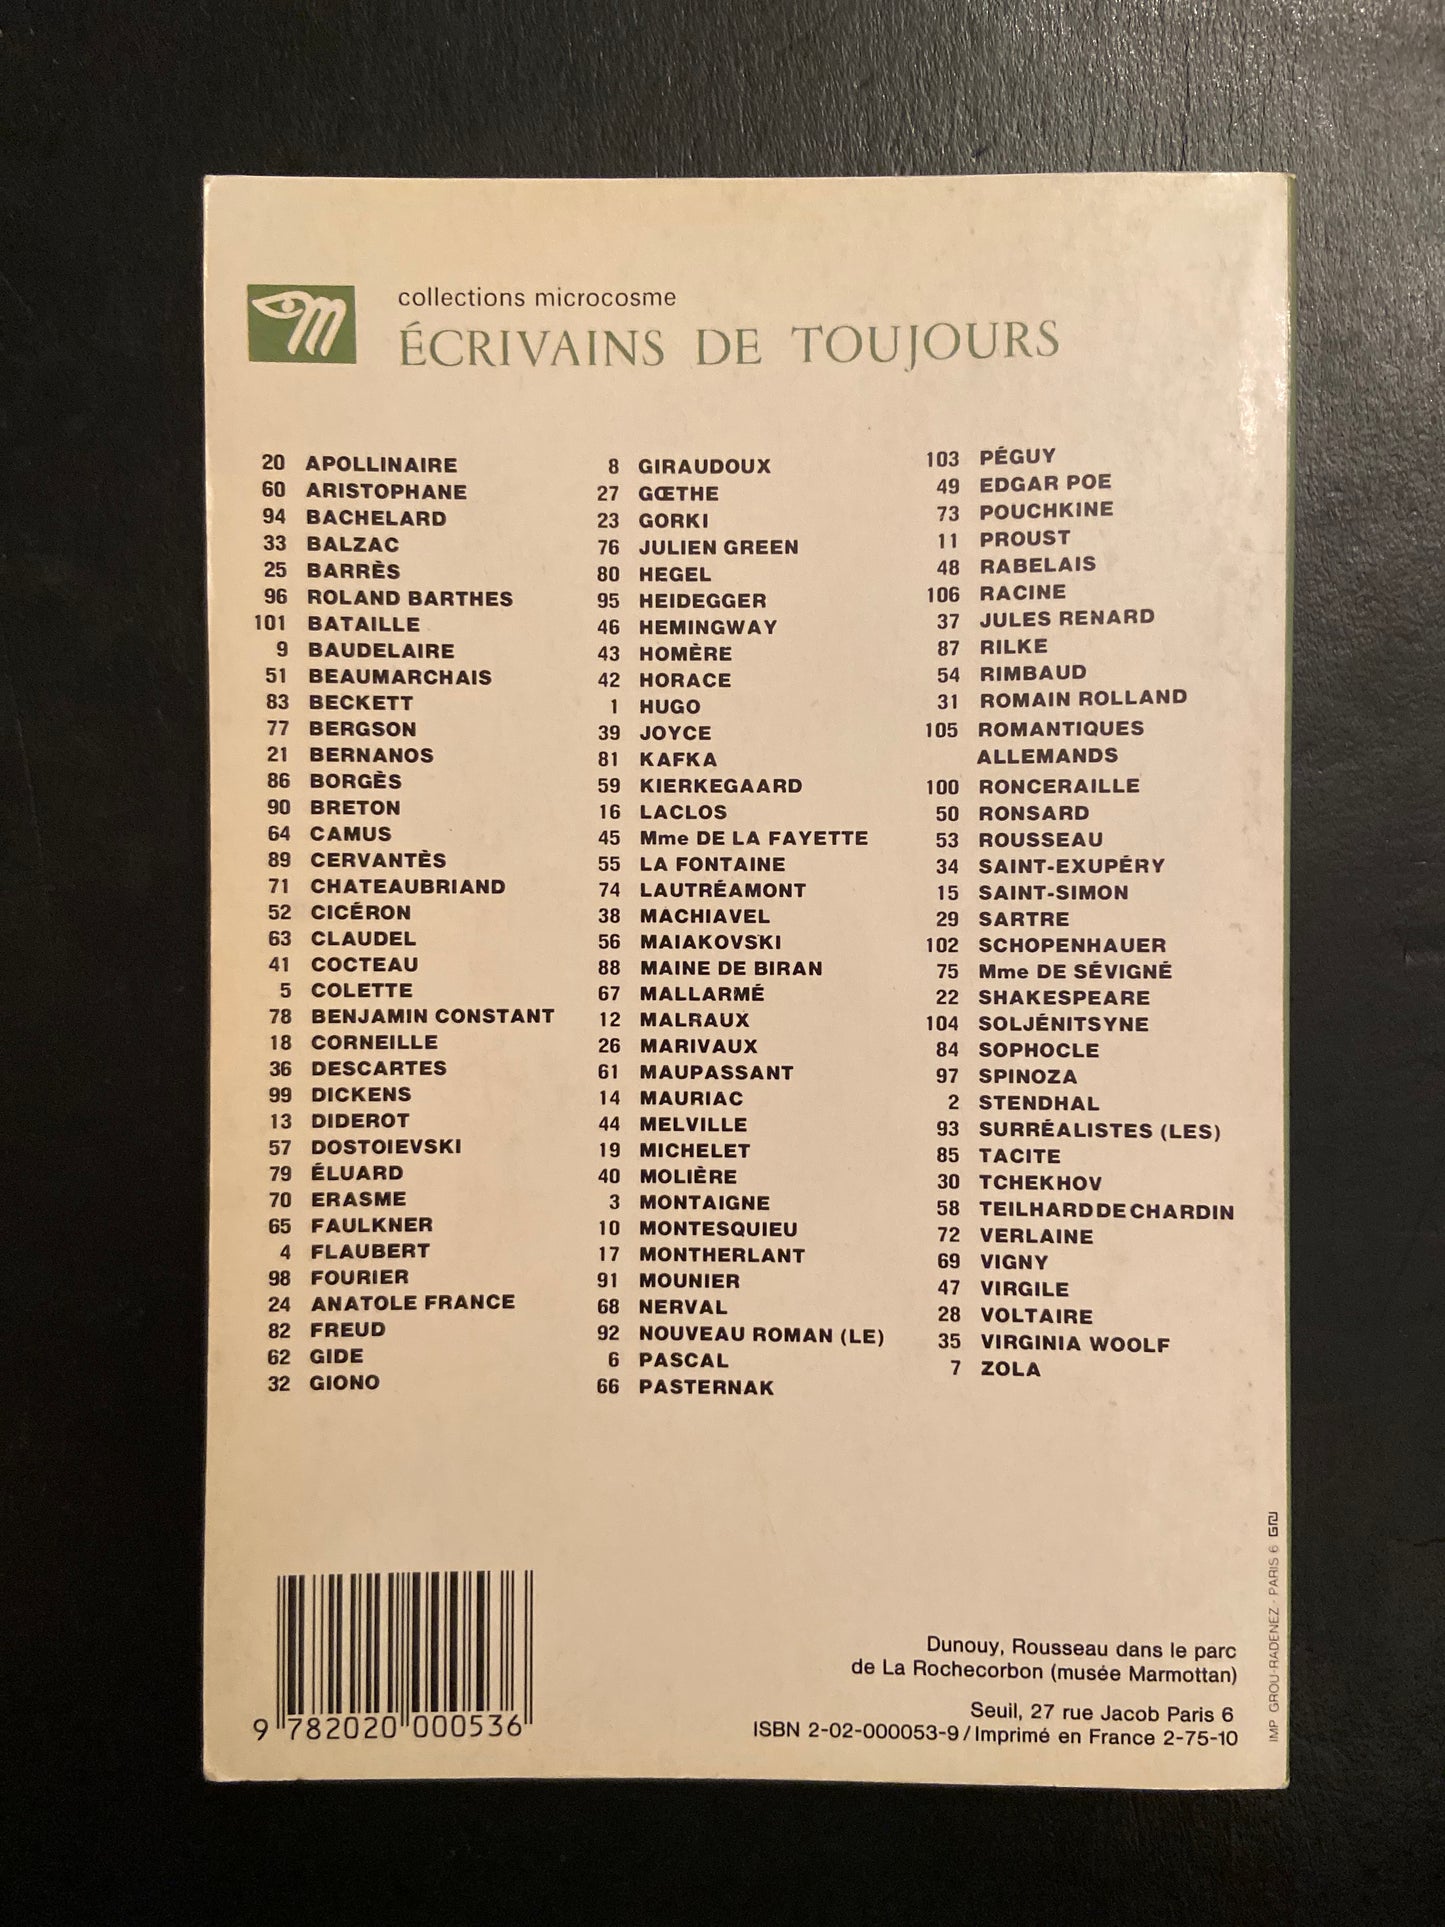 collections microcosme
ÉCRIVAINS DE TOUJOURS
20 APOLLINAIRE
60 ARISTOPHANE
94 BACHELARD
33 BALZAC
25 BARRÈS
96 ROLAND BARTHES
101 BATAILLE
9 BAUDELAIRE
51 BEAUMARCHAIS
83 BECKETT
77 BERGSON
21 BERNANOS
86 BORGÈS
90 BRETON
64 CAMUS
89 CERVANTÈS
71 CHATEAUBRIAND
52 CICÉRON
63 CLAUDEL
41 COCTEAU
5 COLETTE
78 BENJAMIN CONSTANT
18 CORNEILLE
36 DESCARTES
99 DICKENS
13 DIDEROT
57 DOSTOIEVSKI
79 ÉLUARD
70 ERASME
65 FAULKNER
4 FLAUBERT
98 FOURIER
24 ANATOLE FRANCE
82 FREUD
62 GIDE
32 GIONO
8 GIRAUDOUX
27 GŒTHE
23 GORKI
76 JULIEN GREEN
80 HEGEL
95 HEIDEGGER
46 HEMINGWAY
43 HOMÈRE
42 HORACE
1 HUGO
39 JOYCE
81 KAFKA
59 KIERKEGAARD
16 LACLOS
45 Mme DE LA FAYETTE
55 LA FONTAINE
74 LAUTRÉAMONT
38 MACHIAVEL
56 MAIAKOVSKI
88 MAINE DE BIRAN
67 MALLARMÉ
12 MALRAUX
26 MARIVAUX
61 MAUPASSANT
14 MAURIAC
44 MELVILLE
19 MICHELET
40 MOLIÈRE
3 MONTAIGNE
10 MONTESQUIEU
17 MONTHERLANT
91 MOUNIER
68 NERVAL
92 NOUVEAU ROMAN (LE)
6 PASCAL
66 PASTERNAK
103 PÉGUY
49 EDGAR POE
73 POUCHKINE
11 PROUST
48 RABELAIS
106 RACINE
37 JULES RENARD
87 RILKE
54 RIMBAUD
31 ROMAIN ROLLAND
105 ROMANTIQUES
ALLEMANDS
100 RONCERAILLE
50 RONSARD
53 ROUSSEAU
34 SAINT-EXUPÉRY
15 SAINT-SIMON
29 SARTRE
102 SCHOPENHAUER
75 Mme DE SÉVIGNÉ
22 SHAKESPEARE
104 SOLJÉNITSYNE
84 SOPHOCLE
97 SPINOZA
2 STENDHAL
93 SURRÉALISTES (LES)
85 TACITE
30 TCHEKHOV
58 TEILHARD DE CHARDIN
72 VERLAINE
69 VIGNY
47 VIRGILE
28 VOLTAIRE
35 VIRGINIA WOOLF
7 ZOLA
9 782020 000536
Dunouy, Rousseau dans le parc
de La Rochecorbon (musée Marmottan)
Seuil, 27 rue Jacob Paris 6
ISBN 2-02-000053-9/Imprimé en France 2-75-10
IMP GROU-RADENEZ - PARIS 6